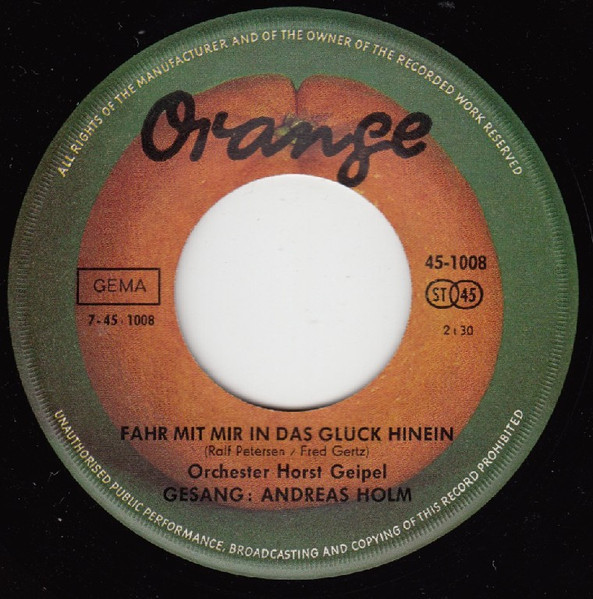 ALL RIGHTS OF THE MANUFACTURER AND OF THE OWNER OF THE RECORDED WORK RESERVED
Orange
GEMA
7-45-1008
45-1008
ST 45
2:30
FAHR MIT MIR IN DAS GLUCK HINEIN
(Ralf Petersen / Fred Gertz)
Orchester Horst Geipel
GESANG: ANDREAS HOLM
UNAUTHORISED PUBLIC PERFORMANCE, BROADCASTING AND COPYING OF THIS RECORD PROHIBITED